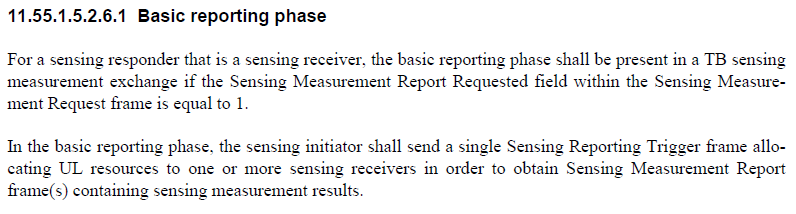 11.55.1.5.2.6.1 Basic reporting phase
For a sensing responder that is a sensing receiver, the basic reporting phase shall be present in a TB sensing
measurement exchange if the Sensing Measurement Report Requested field within the Sensing Measure-
ment Request frame is equal to 1.
In the basic reporting phase, the sensing initiator shall send a single Sensing Reporting Trigger frame allo-
cating UL resources to one or more sensing receivers in order to obtain Sensing Measurement Report
frame(s) containing sensing measurement results.